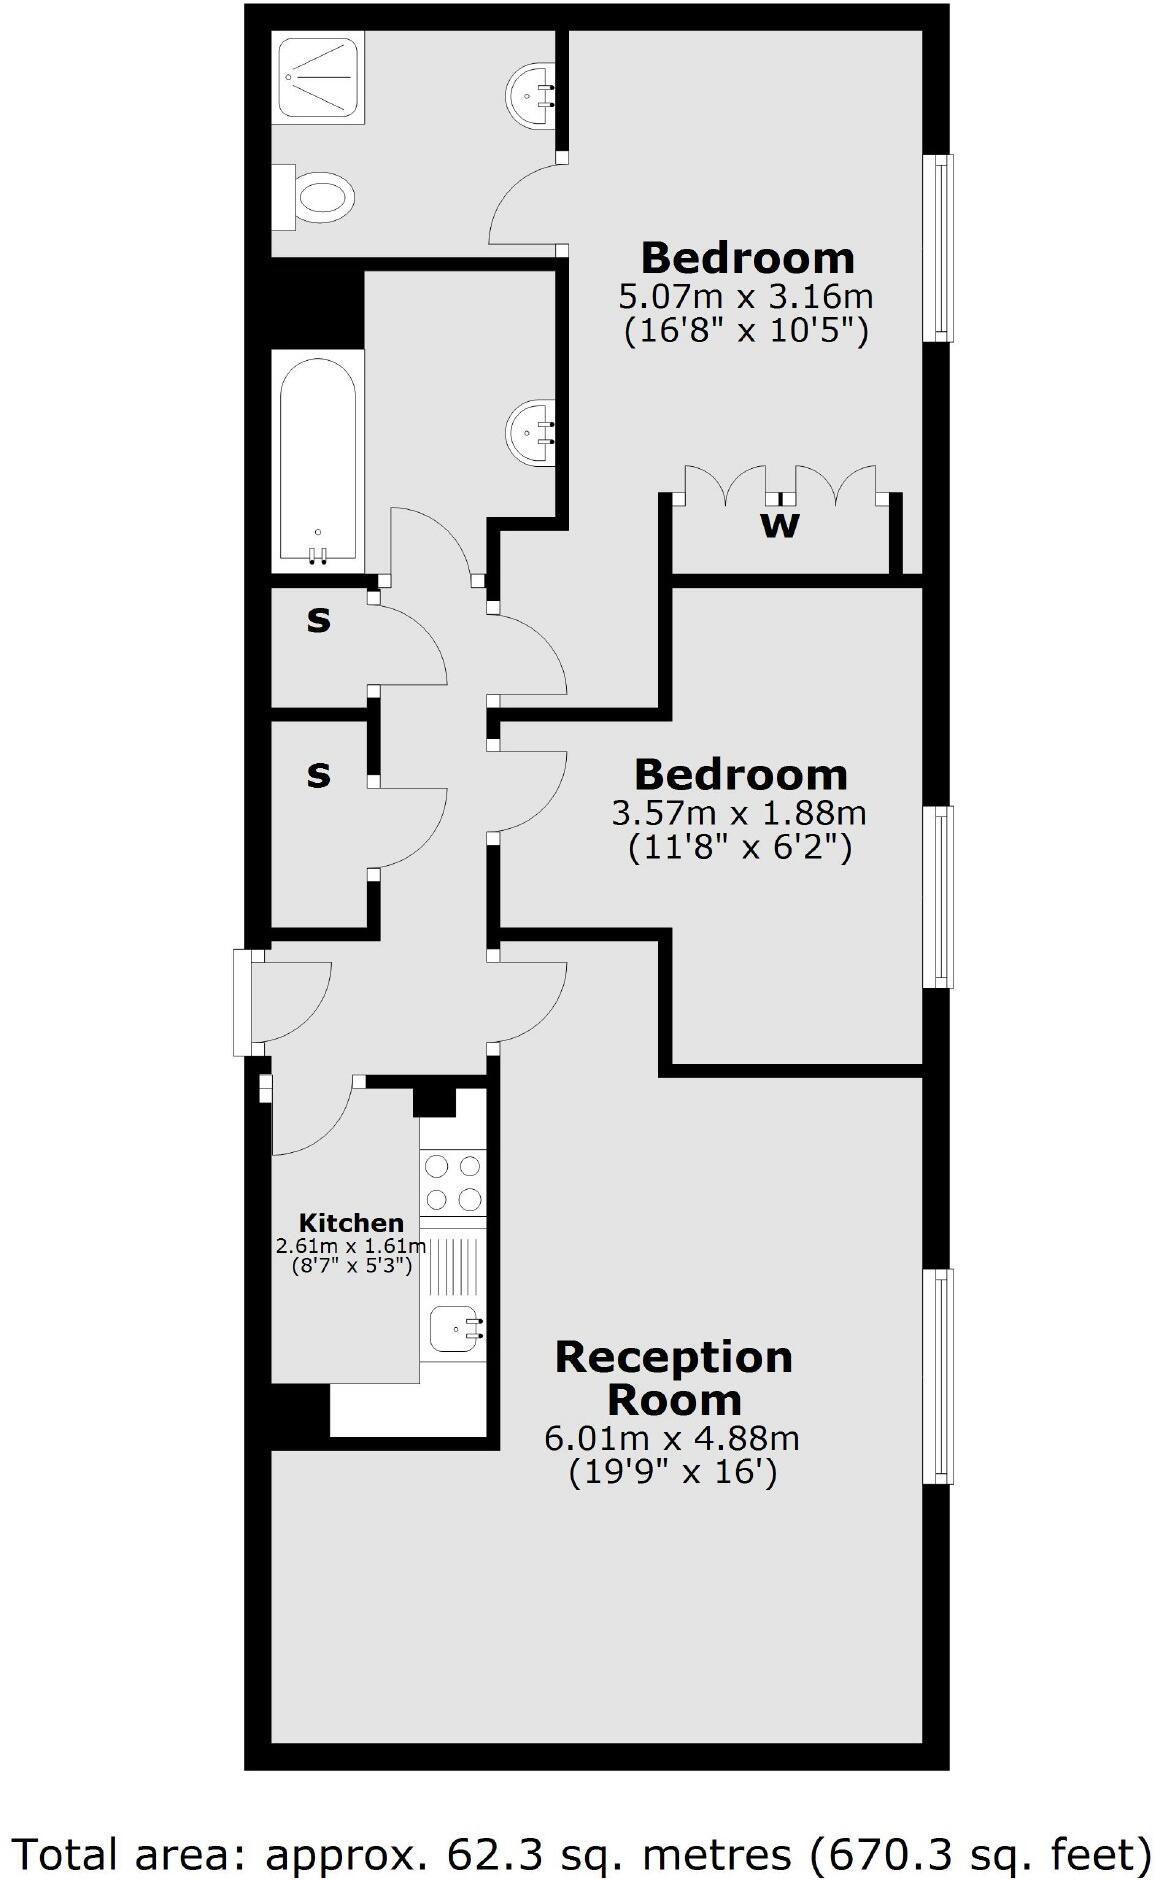 Bedroom
5.07m x 3.16m
(16'8" x 10'5")
w
s
s
Bedroom
3.57m x 1.88m
(11'8" x 6'2")
Kitchen
2.61m x 1.61m
(8'7" x 5'3")
Reception
Room
6.01m x 4.88m
(19'9" x 16')
Total area: approx. 62.3 sq. metres (670.3 sq. feet)